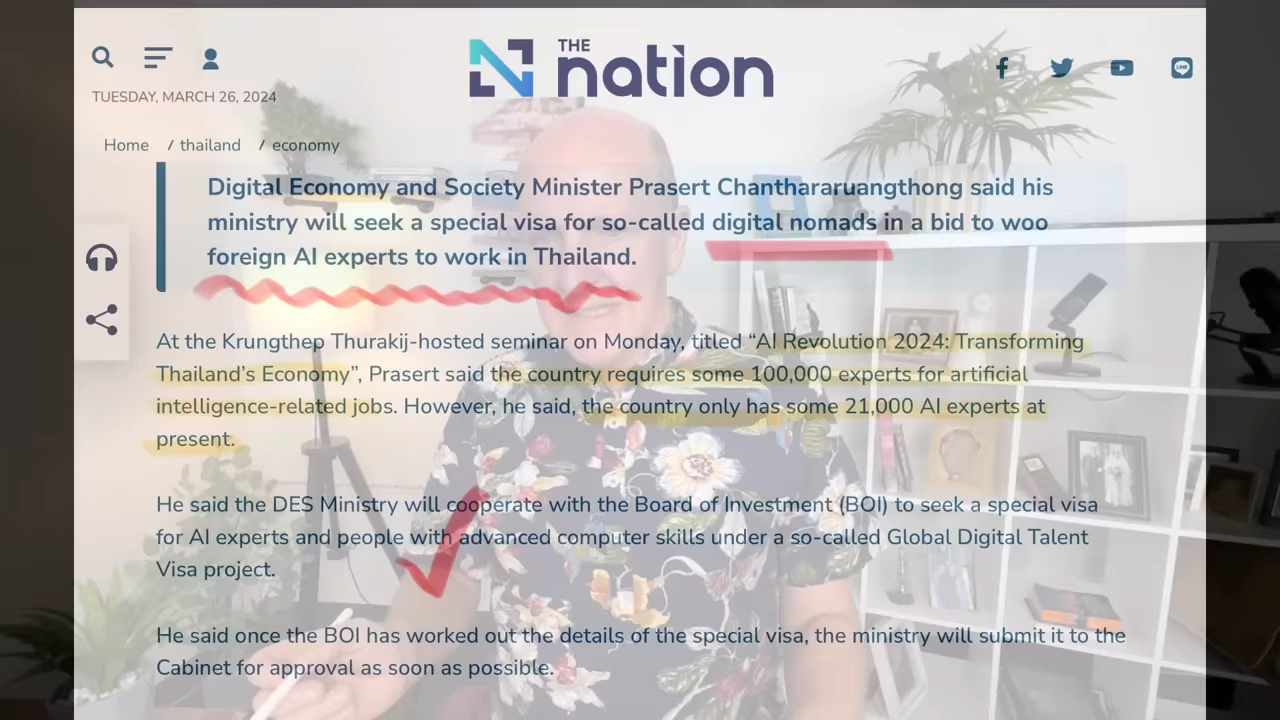 THE
nation
TUESDAY, MARCH 26, 2024
Home / thailand / economy
Digital Economy and Society Minister Prasert Chanthararuangthong said his
ministry will seek a special visa for so-called digital nomads in a bid to woo
foreign AI experts to work in Thailand.
At the Krungthep Thurakij-hosted seminar on Monday, titled “AI Revolution 2024: Transforming
Thailand’s Economy”, Prasert said the country requires some 100,000 experts for artificial
intelligence-related jobs. However, he said, the country only has some 21,000 AI experts at
present.
He said the DES Ministry will cooperate with the Board of Investment (BOI) to seek a special visa
for AI experts and people with advanced computer skills under a so-called Global Digital Talent
Visa project.
He said once the BOI has worked out the details of the special visa, the ministry will submit it to the
Cabinet for approval as soon as possible.